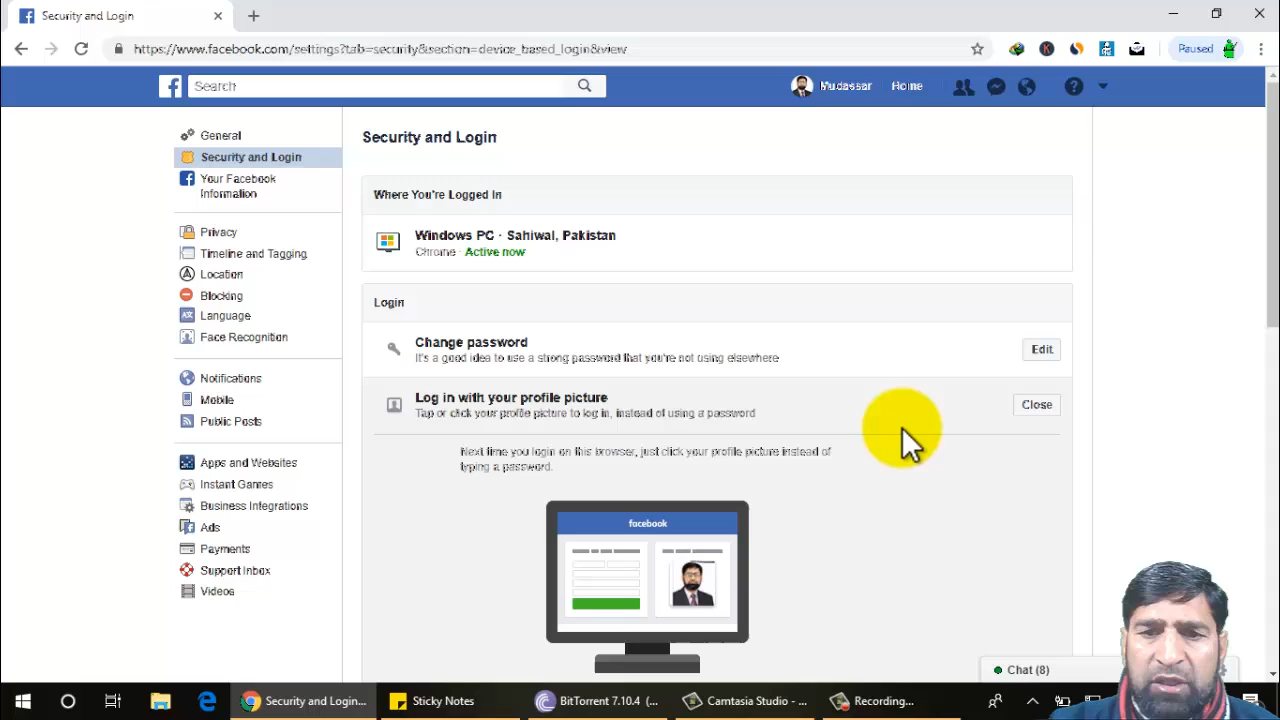 Security and Login
https://www.facebook.com/settings?tab=security&section=device_based_login&view
Paused
Search
Mudassar
Home
General
Security and Login
Your Facebook
Information
Privacy
Timeline and Tagging
Location
Blocking
Language
Face Recognition
Notifications
Mobile
Public Posts
Apps and Websites
Instant Games
Business Integrations
Ads
Payments
Support Inbox
Videos
Security and Login
Where You're Logged In
Windows PC · Sahiwal, Pakistan
Chrome · Active now
Login
Change password
It's a good idea to use a strong password that you're not using elsewhere
Edit
Log in with your profile picture
Tap or click your profile picture to log in, instead of using a password
Close
Next time you login on this browser, just click your profile picture instead of
typing a password.
facebook
Chat (8)
Security and Login...
Sticky Notes
BitTorrent 7.10.4 (...
Camtasia Studio - ...
Recording...